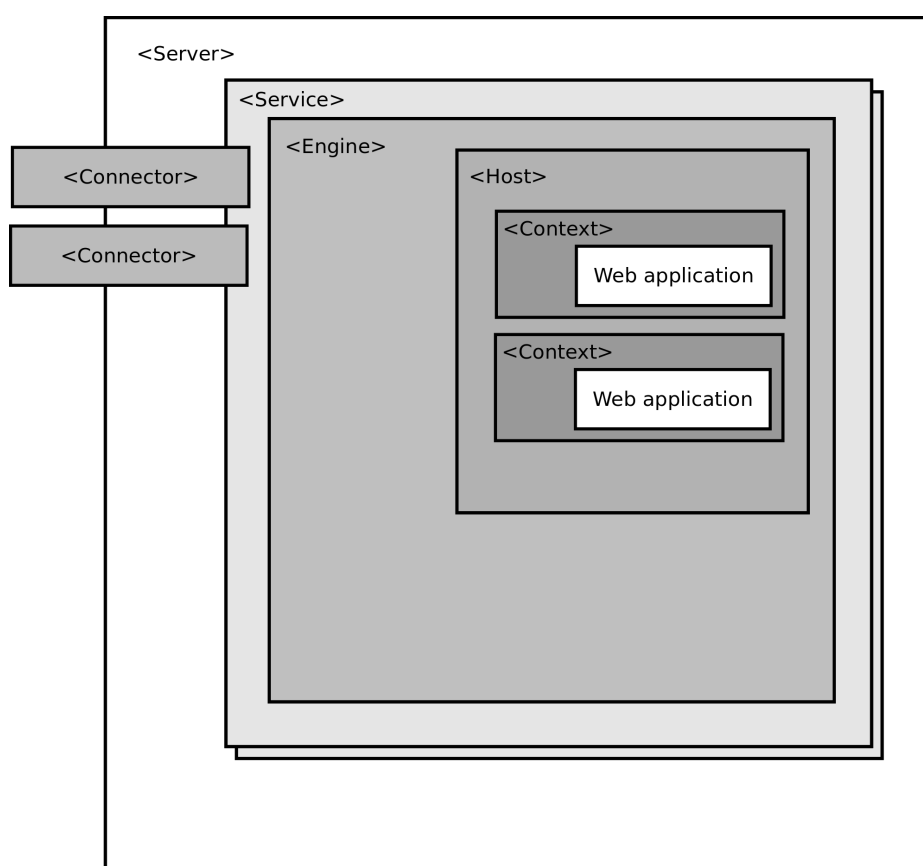 <Server>
<Service>
<Engine>
<Connector>
<Host>
<Context>
<Connector>
Web application
<Context>
Web application